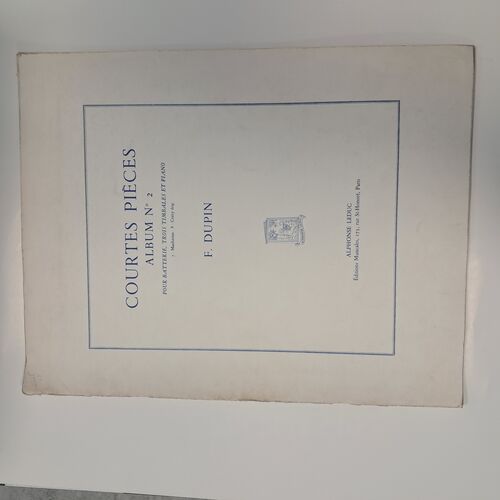 COURTES PIÈCES
ALBUM N° 2
POUR BATTERIE, TROIS TIMBALES ET PIANO
F. DUPIN
ALPHONSE LEDUC
Éditions Musicales, 175, rue St-Honoré, Paris